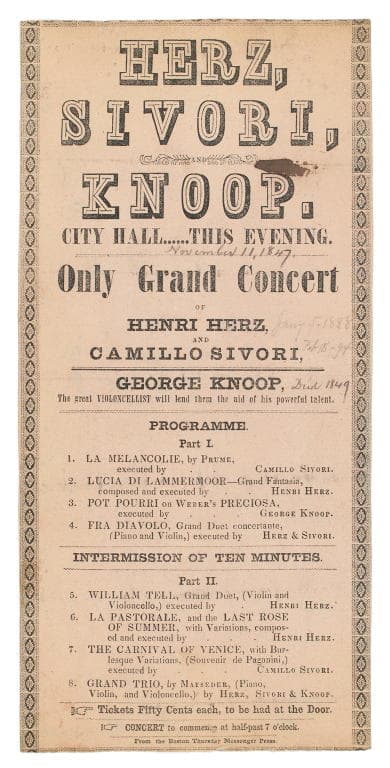 HERZ,
SIVORI,
AND
KNOOP.
CITY HALL......THIS EVENING.
November 11, 1847.
Only Grand Concert
OF
HENRI HERZ, Jany 5-1888
AND
CAMILLO SIVORI,
GEORGE KNOOP, Died 1849
The great VIOLONCELLIST will lend them the aid of his powerful talent.
PROGRAMME.
Part I.
1. LA MELANCOLIE, by PRUME,
executed by . . CAMILLO SIVORI.
2. LUCIA DI LAMMERMOOR—Grand Fantasia,
composed and executed by . HENRI HERZ.
3. POT POURRI on WEBER'S PRECIOSA,
executed by . . GEORGE KNOOP.
4. FRA DIAVOLO, Grand Duet concertante,
(Piano and Violin,) executed by HERZ & SIVORI.
INTERMISSION OF TEN MINUTES.
Part II.
5. WILLIAM TELL, Grand Duet, (Violin and
Violoncello,) executed by . HENRI HERZ.
6. LA PASTORALE, and the LAST ROSE
OF SUMMER, with Variations, compos-
ed and executed by . . HENRI HERZ.
7. THE CARNIVAL OF VENICE, with Bur-
lesque Variations, (Souvenir de Paganini,)
executed by . . CAMILLO SIVORI.
8. GRAND TRIO, by MAYSEDER, (Piano,
Violin, and Violoncello,) by HERZ, SIVORI & KNOOP.
☞ Tickets Fifty Cents each, to be had at the Door.
☞ CONCERT to commence at half-past 7 o'clock.
From the Boston Thursday Messenger Press.